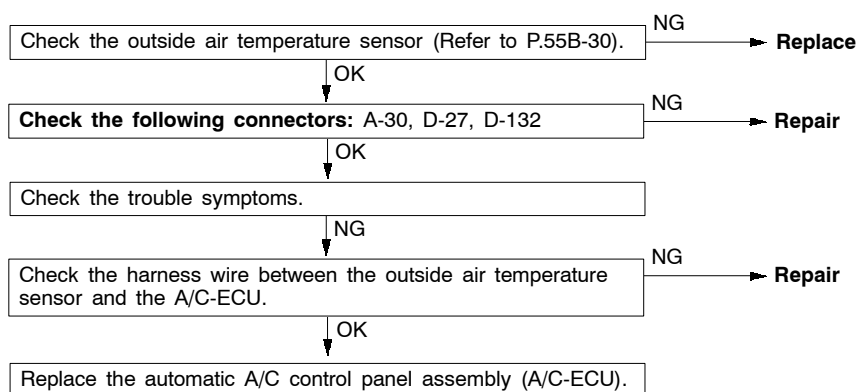 Check the outside air temperature sensor (Refer to P.55B-30).
NG
Replace
OK
Check the following connectors: A-30, D-27, D-132
NG
Repair
OK
Check the trouble symptoms.
NG
Check the harness wire between the outside air temperature
sensor and the A/C-ECU.
NG
Repair
OK
Replace the automatic A/C control panel assembly (A/C-ECU).